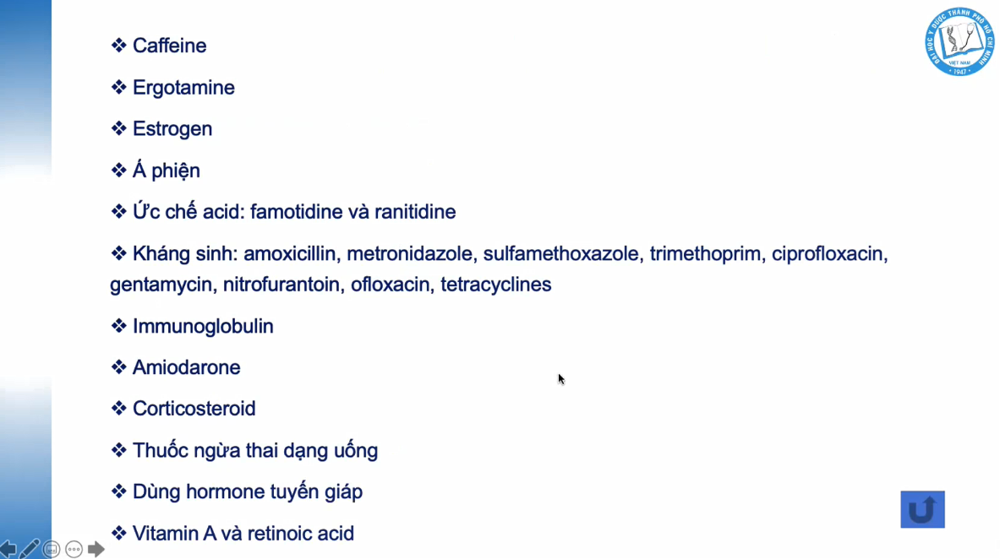 ❖ Caffeine
❖ Ergotamine
❖ Estrogen
❖ Á phiện
❖ Ức chế acid: famotidine và ranitidine
❖ Kháng sinh: amoxicillin, metronidazole, sulfamethoxazole, trimethoprim, ciprofloxacin,
gentamycin, nitrofurantoin, ofloxacin, tetracyclines
❖ Immunoglobulin
❖ Amiodarone
❖ Corticosteroid
❖ Thuốc ngừa thai dạng uống
❖ Dùng hormone tuyến giáp
❖ Vitamin A và retinoic acid
ĐẠI HỌC Y DƯỢC THÀNH PHỐ HỒ CHÍ MINH
VIỆT NAM
1947